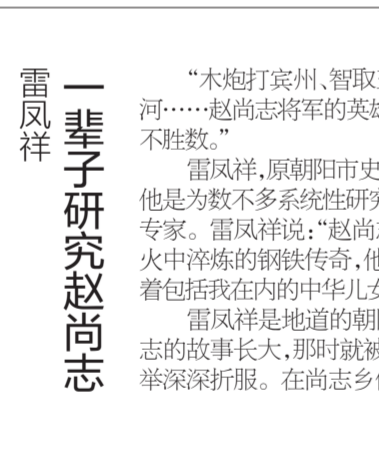 雷凤祥
一辈子研究赵尚志
“木炮打宾州、智取
河……赵尚志将军的英雄
不胜数。”
雷凤祥,原朝阳市史
他是为数不多系统性研究
专家。雷凤祥说:“赵尚
火中淬炼的钢铁传奇,他
着包括我在内的中华儿女
雷凤祥是地道的朝
志的故事长大,那时就被
举深深折服。在尚志乡